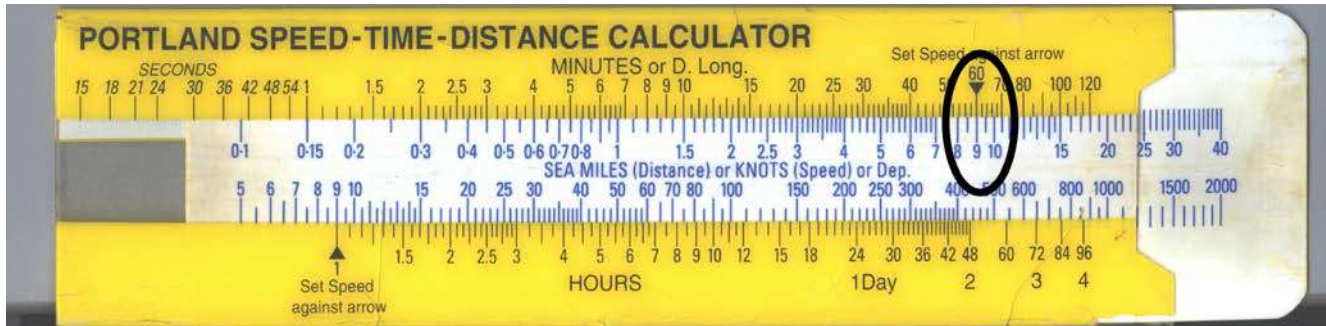 PORTLAND SPEED-TIME-DISTANCE CALCULATOR
SECONDS MINUTES or D. Long. Set Speed against arrow
15 18 21 24 30 36 42 48 54 1 1.5 2 2.5 3 4 5 6 7 8 9 10 15 20 25 30 40 50 60 70 80 100 120
0·1 0·15 0·2 0·3 0·4 0·5 0·6 0·7 0·8 1 1.5 2 2.5 3 4 5 6 7 8 9 10 15 20 25 30 40
SEA MILES (Distance) or KNOTS (Speed) or Dep.
5 6 7 8 9 10 15 20 25 30 40 50 60 70 80 100 150 200 250 300 400 500 600 800 1000 1500 2000
1 1.5 2 2.5 3 4 5 6 7 8 9 10 12 15 18 24 30 36 42 48 60 72 84 96
Set Speed HOURS 1Day 2 3 4
against arrow